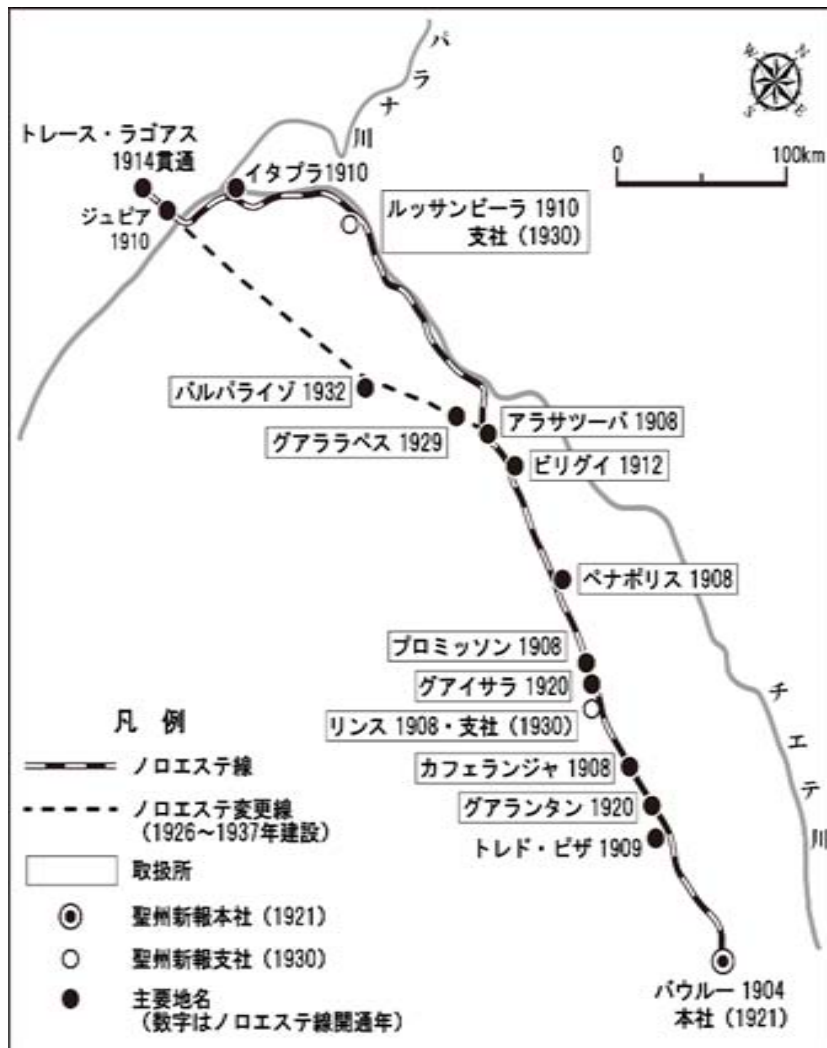 パラナ川
N
E
S
W
0 100km
トレース・ラゴアス
1914貫通
イタプラ1910
ジュピア
1910
ルッサンビーラ 1910
支社（1930）
バルパライゾ 1932
グアララペス 1929
アラサツーバ 1908
ビリグイ 1912
ペナポリス 1908
プロミッソン 1908
グアイサラ 1920
リンス 1908・支社（1930）
カフェランジャ 1908
グアランタン 1920
トレド・ピザ 1909
チエテ川
バウルー 1904
本社（1921）
凡 例
ノロエステ線
ノロエステ変更線
（1926～1937年建設）
取扱所
聖州新報本社（1921）
聖州新報支社（1930）
主要地名
（数字はノロエステ線開通年）